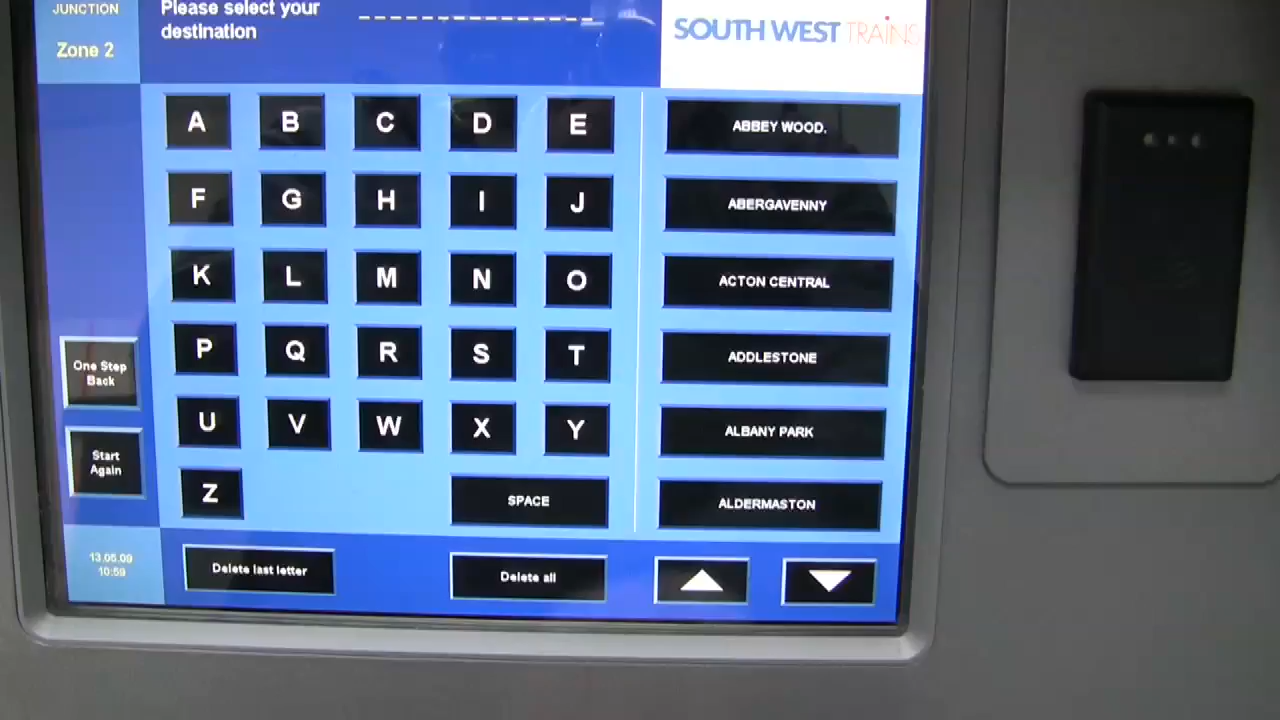 JUNCTION
Zone 2
Please select your
destination
SOUTH WEST TRAINS
A B C D E
F G H I J
K L M N O
P Q R S T
U V W X Y
Z SPACE
ABBEY WOOD.
ABERGAVENNY
ACTON CENTRAL
ADDLESTONE
ALBANY PARK
ALDERMASTON
One Step
Back
Start
Again
13.05.09
10:59
Delete last letter
Delete all